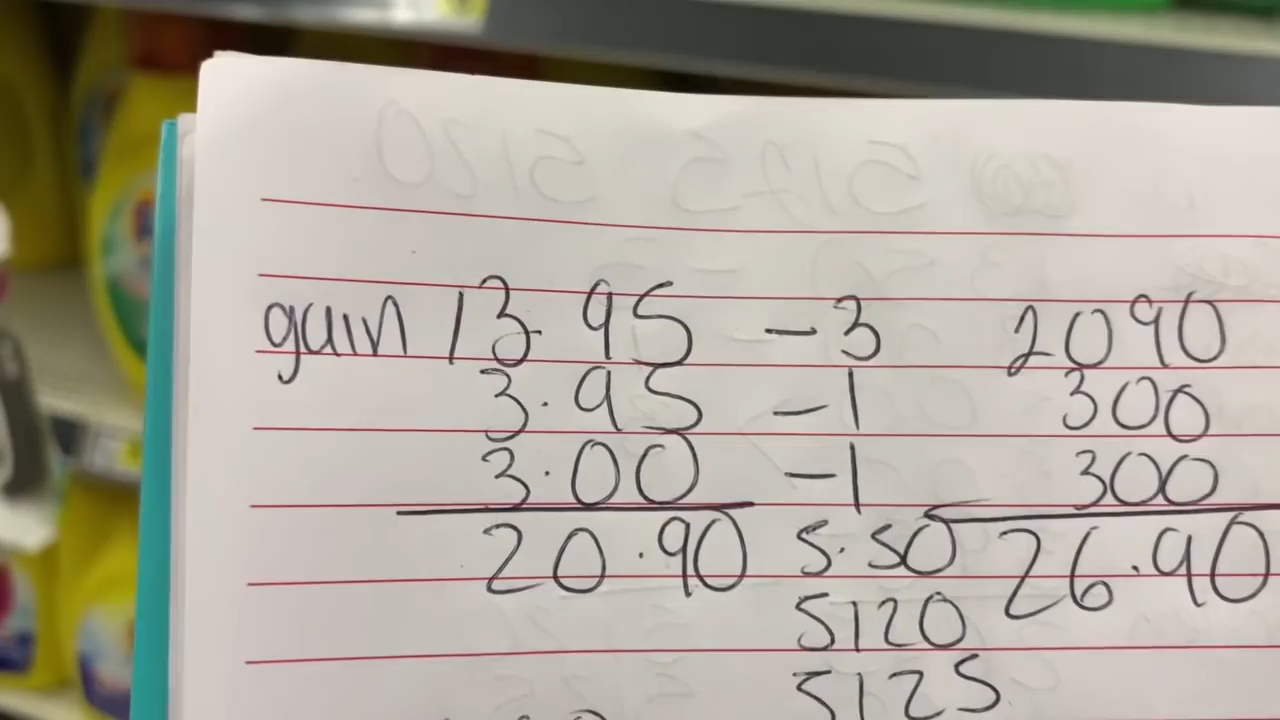 gain 13.95 - 3 2090
3.95 - 1 300
3.00 - 1 300
20.90 5.50 26.90
5120
5125